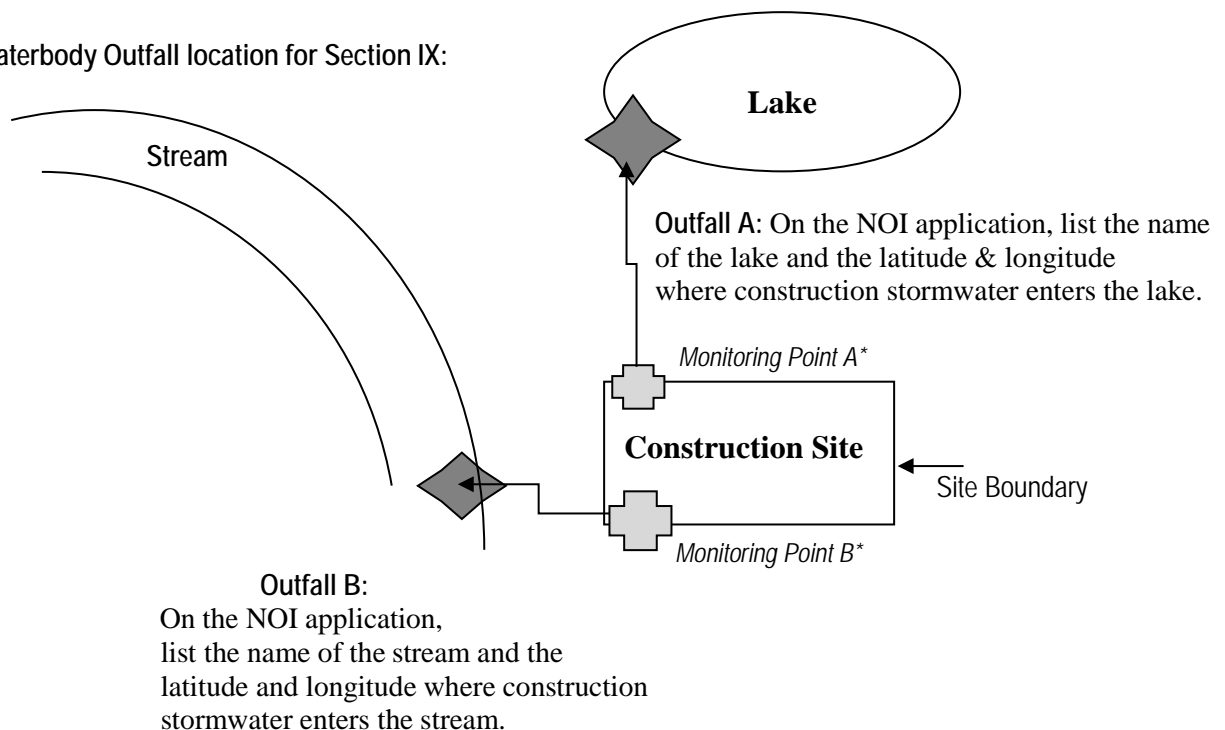 aterbody Outfall location for Section IX:
Lake
Stream
Outfall A: On the NOI application, list the name
of the lake and the latitude & longitude
where construction stormwater enters the lake.
Monitoring Point A*
Construction Site
Site Boundary
Monitoring Point B*
Outfall B:
On the NOI application,
list the name of the stream and the
latitude and longitude where construction
stormwater enters the stream.